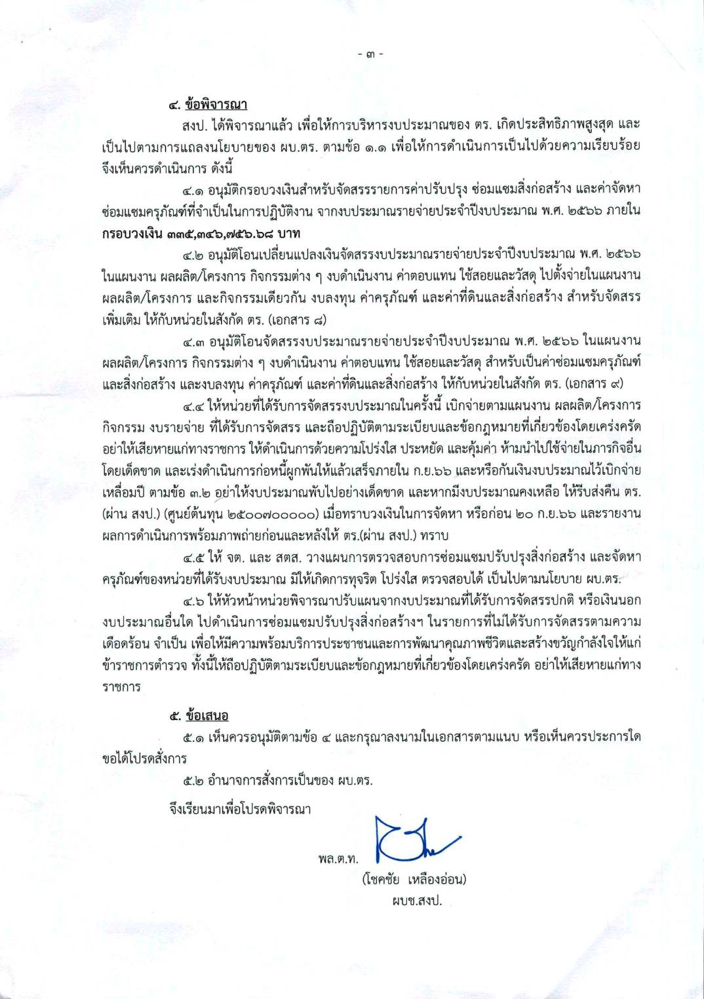 - ๓ -
๔. ข้อพิจารณา
สงป. ได้พิจารณาแล้ว เพื่อให้การบริหารงบประมาณของ ตร. เกิดประสิทธิภาพสูงสุด และ
เป็นไปตามการแถลงนโยบายของ ผบ.ตร. ตามข้อ ๑.๑ เพื่อให้การดำเนินการเป็นไปด้วยความเรียบร้อย
จึงเห็นควรดำเนินการ ดังนี้
๔.๑ อนุมัติกรอบวงเงินสำหรับจัดสรรรายการค่าปรับปรุง ซ่อมแซมสิ่งก่อสร้าง และค่าจัดหา
ซ่อมแซมครุภัณฑ์ที่จำเป็นในการปฏิบัติงาน จากงบประมาณรายจ่ายประจำปีงบประมาณ พ.ศ. ๒๕๖๖ ภายใน
กรอบวงเงิน ๓๓๕,๓๔๖,๗๕๖.๖๘ บาท
๔.๒ อนุมัติโอนเปลี่ยนแปลงเงินจัดสรรงบประมาณรายจ่ายประจำปีงบประมาณ พ.ศ. ๒๕๖๖
ในแผนงาน ผลผลิต/โครงการ กิจกรรมต่าง ๆ งบดำเนินงาน ค่าตอบแทน ใช้สอยและวัสดุ ไปตั้งจ่ายในแผนงาน
ผลผลิต/โครงการ และกิจกรรมเดียวกัน งบลงทุน ค่าครุภัณฑ์ และค่าที่ดินและสิ่งก่อสร้าง สำหรับจัดสรร
เพิ่มเติม ให้กับหน่วยในสังกัด ตร. (เอกสาร ๘)
๔.๓ อนุมัติโอนจัดสรรงบประมาณรายจ่ายประจำปีงบประมาณ พ.ศ. ๒๕๖๖ ในแผนงาน
ผลผลิต/โครงการ กิจกรรมต่าง ๆ งบดำเนินงาน ค่าตอบแทน ใช้สอยและวัสดุ สำหรับเป็นค่าซ่อมแซมครุภัณฑ์
และสิ่งก่อสร้าง และงบลงทุน ค่าครุภัณฑ์ และค่าที่ดินและสิ่งก่อสร้าง ให้กับหน่วยในสังกัด ตร. (เอกสาร ๙)
๔.๔ ให้หน่วยที่ได้รับการจัดสรรงบประมาณในครั้งนี้ เบิกจ่ายตามแผนงาน ผลผลิต/โครงการ
กิจกรรม งบรายจ่าย ที่ได้รับการจัดสรร และถือปฏิบัติตามระเบียบและข้อกฎหมายที่เกี่ยวข้องโดยเคร่งครัด
อย่าให้เสียหายแก่ทางราชการ ให้ดำเนินการด้วยความโปร่งใส ประหยัด และคุ้มค่า ห้ามนำไปใช้จ่ายในภารกิจอื่น
โดยเด็ดขาด และเร่งดำเนินการก่อหนี้ผูกพันให้แล้วเสร็จภายใน ก.ย.๖๖ และหรือกันเงินงบประมาณไว้เบิกจ่าย
เหลื่อมปี ตามข้อ ๓.๒ อย่าให้งบประมาณพับไปอย่างเด็ดขาด และหากมีงบประมาณคงเหลือ ให้รีบส่งคืน ตร.
(ผ่าน สงป.) (ศูนย์ต้นทุน ๒๕๐๐๗๐๐๐๐๐) เมื่อทราบวงเงินในการจัดหา หรือก่อน ๒๐ ก.ย.๖๖ และรายงาน
ผลการดำเนินการพร้อมภาพถ่ายก่อนและหลังให้ ตร.(ผ่าน สงป.) ทราบ
๔.๕ ให้ จต. และ สตส. วางแผนการตรวจสอบการซ่อมแซมปรับปรุงสิ่งก่อสร้าง และจัดหา
ครุภัณฑ์ของหน่วยที่ได้รับงบประมาณ มิให้เกิดการทุจริต โปร่งใส ตรวจสอบได้ เป็นไปตามนโยบาย ผบ.ตร.
๔.๖ ให้หัวหน้าหน่วยพิจารณาปรับแผนจากงบประมาณที่ได้รับการจัดสรรปกติ หรือเงินนอก
งบประมาณอื่นใด ไปดำเนินการซ่อมแซมปรับปรุงสิ่งก่อสร้างฯ ในรายการที่ไม่ได้รับการจัดสรรตามความ
เดือดร้อน จำเป็น เพื่อให้มีความพร้อมบริการประชาชนและการพัฒนาคุณภาพชีวิตและสร้างขวัญกำลังใจให้แก่
ข้าราชการตำรวจ ทั้งนี้ให้ถือปฏิบัติตามระเบียบและข้อกฎหมายที่เกี่ยวข้องโดยเคร่งครัด อย่าให้เสียหายแก่ทาง
ราชการ
๕. ข้อเสนอ
๕.๑ เห็นควรอนุมัติตามข้อ ๔ และกรุณาลงนามในเอกสารตามแนบ หรือเห็นควรประการใด
ขอได้โปรดสั่งการ
๕.๒ อำนาจการสั่งการเป็นของ ผบ.ตร.
จึงเรียนมาเพื่อโปรดพิจารณา
พล.ต.ท.
(โชคชัย เหลืองอ่อน)
ผบช.สงป.